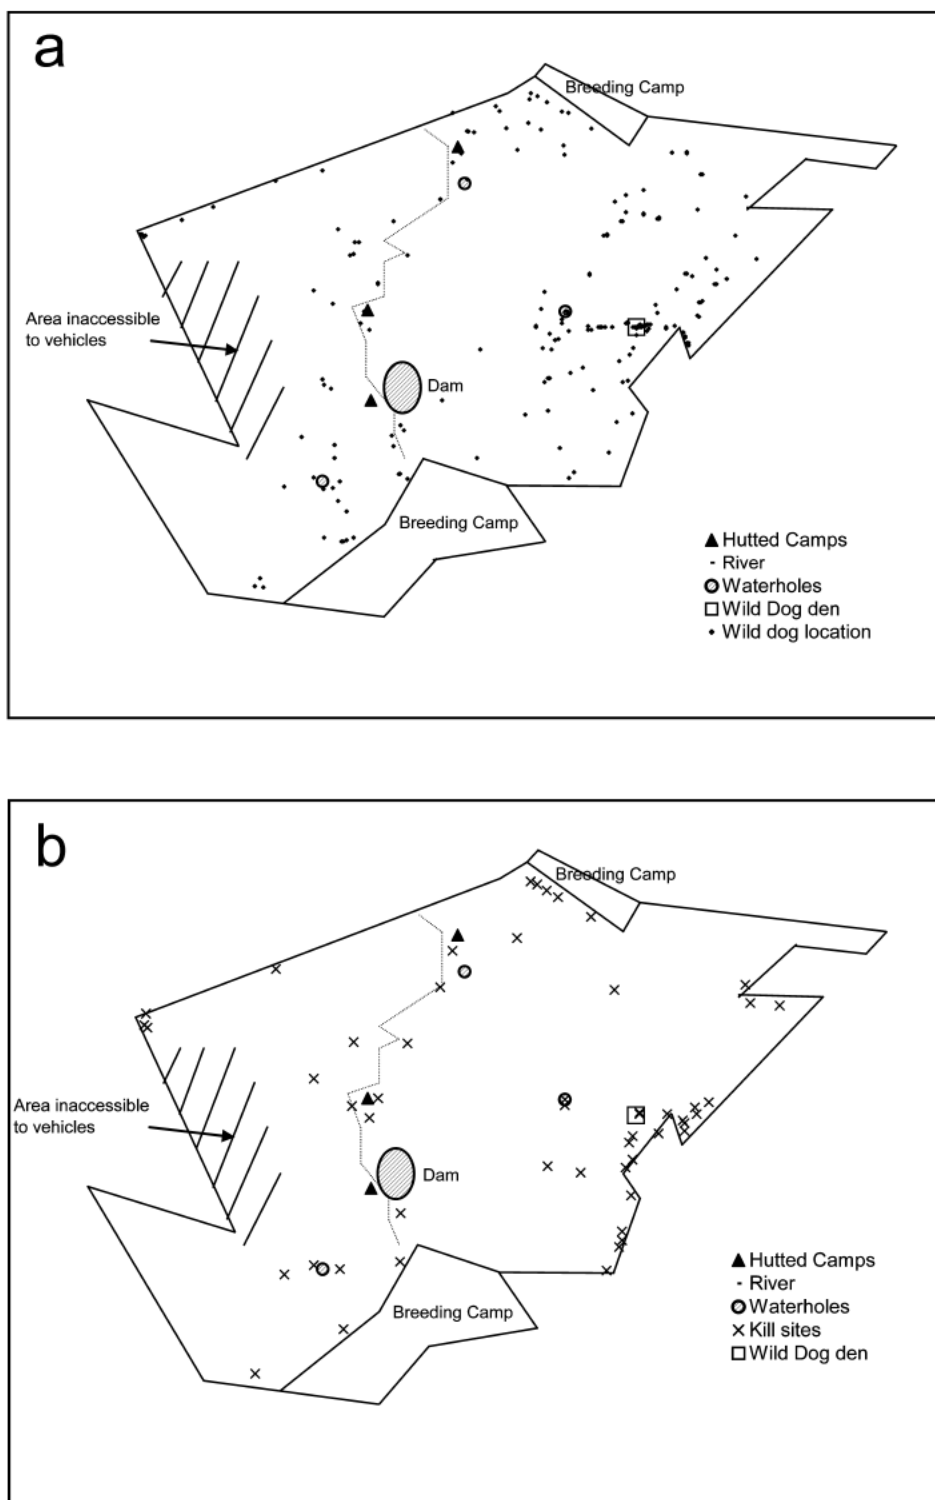 a
Breeding Camp
Area inaccessible
to vehicles
Dam
Breeding Camp
Hutted Camps
River
Waterholes
Wild Dog den
Wild dog location
b
Breeding Camp
Area inaccessible
to vehicles
Dam
Breeding Camp
Hutted Camps
River
Waterholes
Kill sites
Wild Dog den